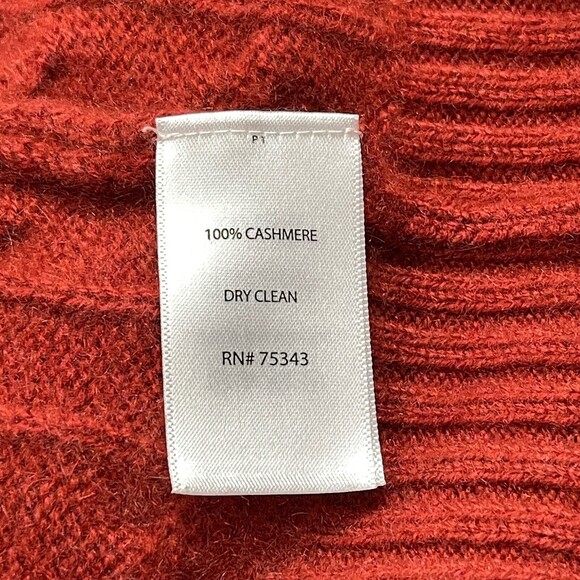 P1
100% CASHMERE
DRY CLEAN
RN# 75343